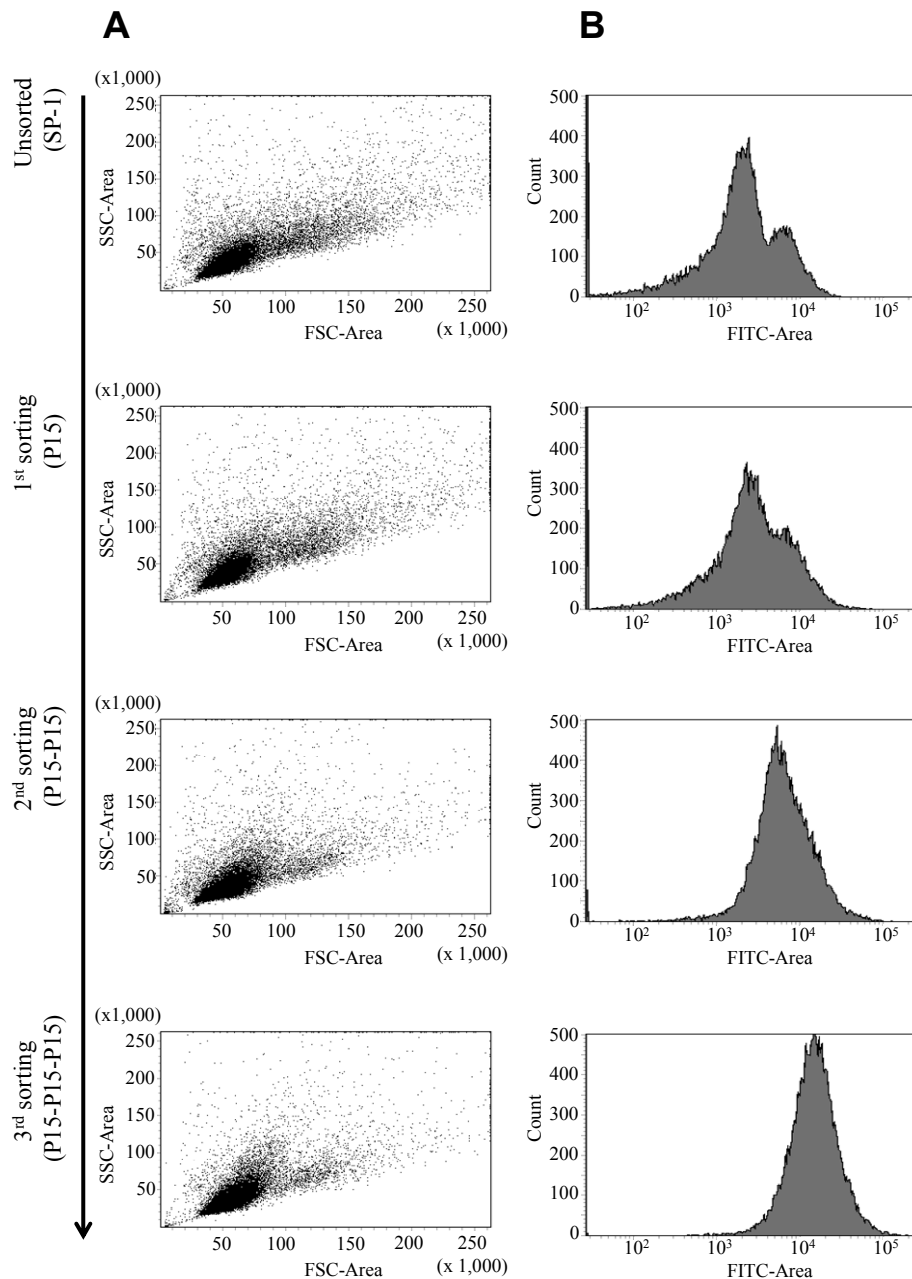 A
B
Unsorted
(SP-1)
(x1,000)
250
200
150
100
50
SSC-Area
50 100 150 200 250
FSC-Area
(x 1,000)
500
400
300
200
100
0
Count
10² 10³ 10⁴ 10⁵
FITC-Area
1st sorting
(P15)
(x1,000)
250
200
150
100
50
SSC-Area
50 100 150 200 250
FSC-Area
(x 1,000)
500
400
300
200
100
0
Count
10² 10³ 10⁴ 10⁵
FITC-Area
2nd sorting
(P15-P15)
(x1,000)
250
200
150
100
50
SSC-Area
50 100 150 200 250
FSC-Area
(x 1,000)
500
400
300
200
100
0
Count
10² 10³ 10⁴ 10⁵
FITC-Area
3rd sorting
(P15-P15-P15)
(x1,000)
250
200
150
100
50
SSC-Area
50 100 150 200 250
FSC-Area
(x 1,000)
500
400
300
200
100
0
Count
10² 10³ 10⁴ 10⁵
FITC-Area